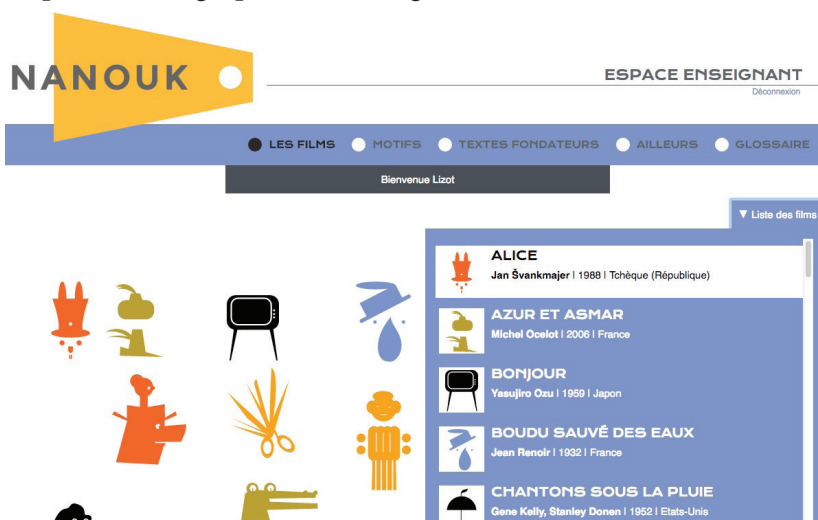 NANOUK
ESPACE ENSEIGNANT
Déconnexion
LES FILMS MOTIFS TEXTES FONDATEURS AILLEURS GLOSSAIRE
Bienvenue Lizot
▼ Liste des films
ALICE
Jan Švankmajer | 1988 | Tchèque (République)
AZUR ET ASMAR
Michel Ocelot | 2006 | France
BONJOUR
Yasujiro Ozu | 1959 | Japon
BOUDU SAUVÉ DES EAUX
Jean Renoir | 1932 | France
CHANTONS SOUS LA PLUIE
Gene Kelly, Stanley Donen | 1952 | Etats-Unis